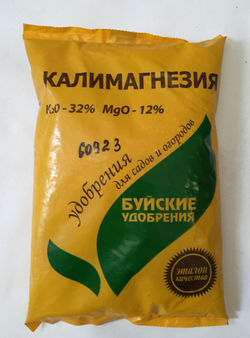 КАЛИМАГНЕЗИЯ
K₂O - 32% MgO - 12%
60923
удобрения
для садов и огородов
БУЙСКИЕ
УДОБРЕНИЯ
эталон
качества